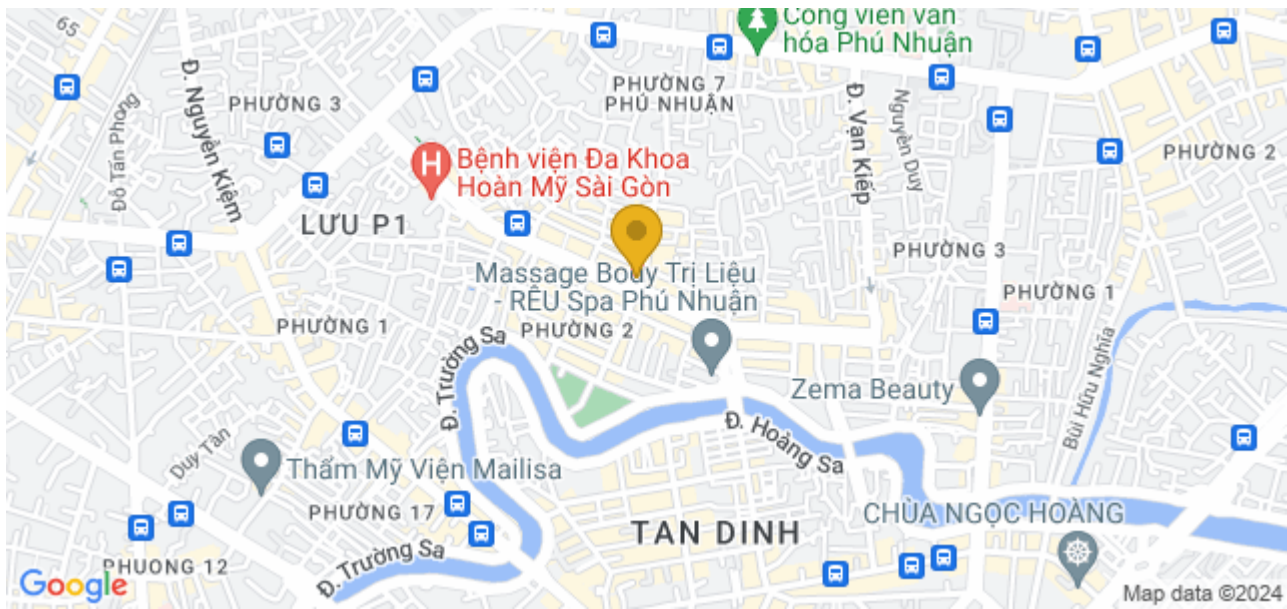 65
Công viên văn
hóa Phú Nhuận
PHƯỜNG 7
PHÚ NHUẬN
PHƯỜNG 3
Đ. Nguyễn Kiệm
Đỗ Tấn Phong
Đ. Vạn Kiếp
Nguyễn Duy
PHƯỜNG 2
H
Bệnh viện Đa Khoa
Hoàn Mỹ Sài Gòn
LƯU P1
PHƯỜNG 3
Massage Body Trị Liệu
- RÊU Spa Phú Nhuận
PHƯỜNG 1
PHƯỜNG 1
PHƯỜNG 2
Đ. Trường Sa
Bùi Hữu Nghĩa
Zema Beauty
Đ. Hoàng Sa
Duy Tân
Thẩm Mỹ Viện Mailisa
PHƯỜNG 17
TAN DINH
CHÙA NGỌC HOÀNG
PHUONG 12
Đ. Trường Sa
Google
Map data ©2024